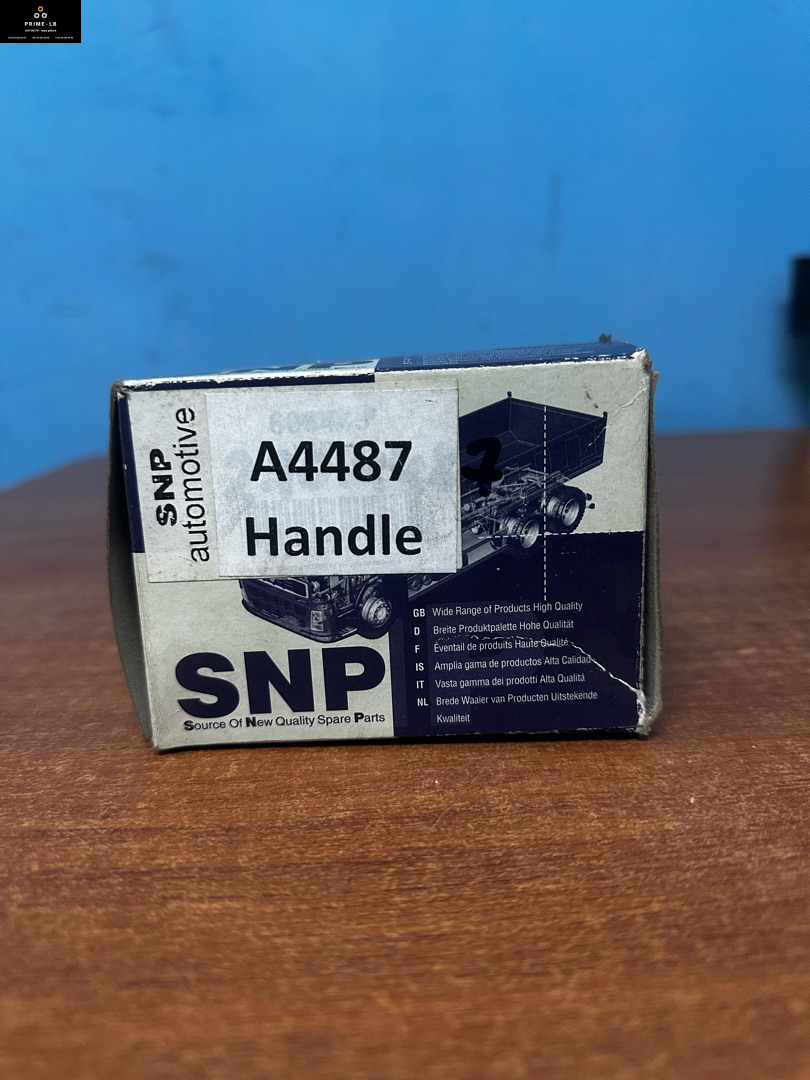 PRIME-LB
SNP
automotive
A4487
Handle
7
SNP
Source Of New Quality Spare Parts
GB Wide Range of Products High Quality
D Breite Produktpalette Hohe Qualität
F Éventail de produits Haute Qualité
IS Amplia gama de productos Alta Calidad
IT Vasta gamma dei prodotti Alta Qualitá
NL Brede Waaier van Producten Uitstekende
Kwaliteit